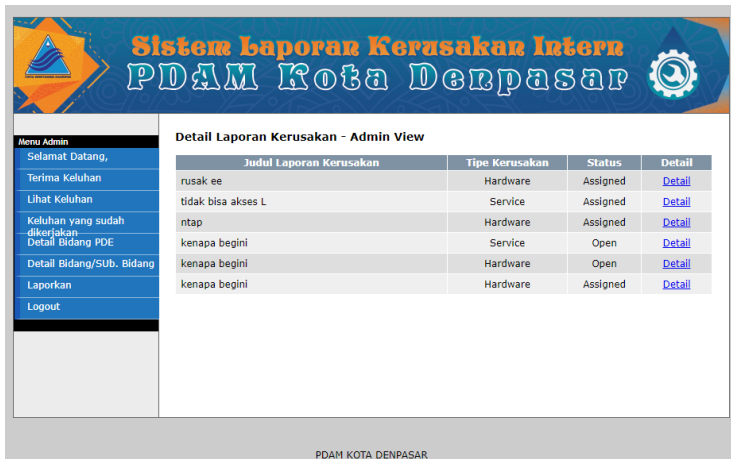 Sistem Laporan Kerusakan Intern
PDAM Kota Denpasar
Menu Admin
Selamat Datang,
Terima Keluhan
Lihat Keluhan
Keluhan yang sudah
dikerjakan
Detail Bidang PDE
Detail Bidang/SUb. Bidang
Laporkan
Logout
Detail Laporan Kerusakan - Admin View
Judul Laporan Kerusakan Tipe Kerusakan Status Detail
rusak ee Hardware Assigned Detail
tidak bisa akses L Service Assigned Detail
ntap Hardware Assigned Detail
kenapa begini Service Open Detail
kenapa begini Hardware Open Detail
kenapa begini Hardware Assigned Detail
PDAM KOTA DENPASAR